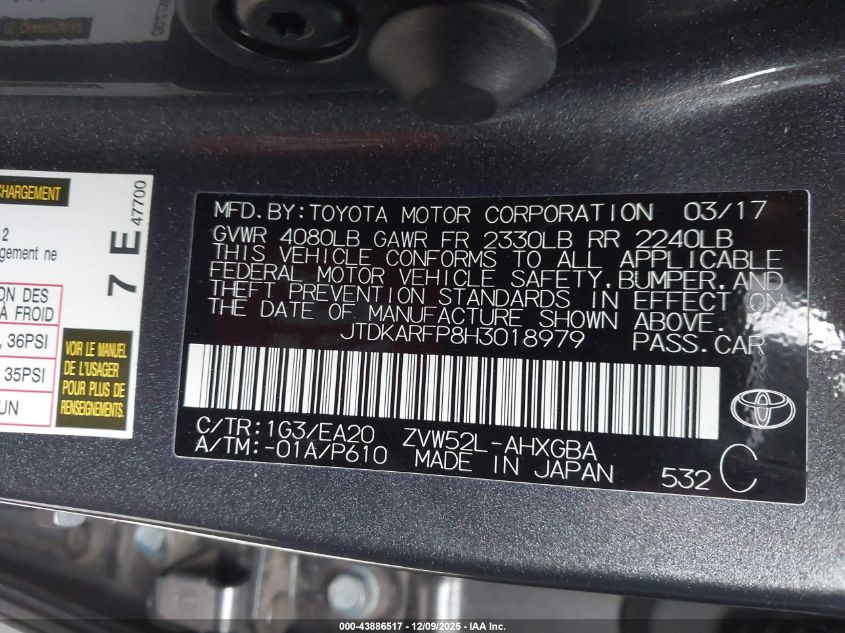 CHARGEMENT
2
gement ne
ON DES
À FROID
, 36PSI
35PSI
UN
7 E 47700
VOIR LE MANUEL
DE L'USAGER
POUR PLUS DE
RENSEIGNEMENTS.
MFD.BY:TOYOTA MOTOR CORPORATION 03/17
GVWR 4080LB GAWR FR 2330LB RR 2240LB
THIS VEHICLE CONFORMS TO ALL APPLICABLE
FEDERAL MOTOR VEHICLE SAFETY,BUMPER,AND
THEFT PREVENTION STANDARDS IN EFFECT ON
THE DATE OF MANUFACTURE SHOWN ABOVE.
JTDKARFP8H3018979 PASS.CAR
C/TR:1G3/EA20 ZVW52L-AHXGBA
A/TM:-01A/P610 MADE IN JAPAN 532 C
000-43886517 - 12/09/2025 - IAA Inc.